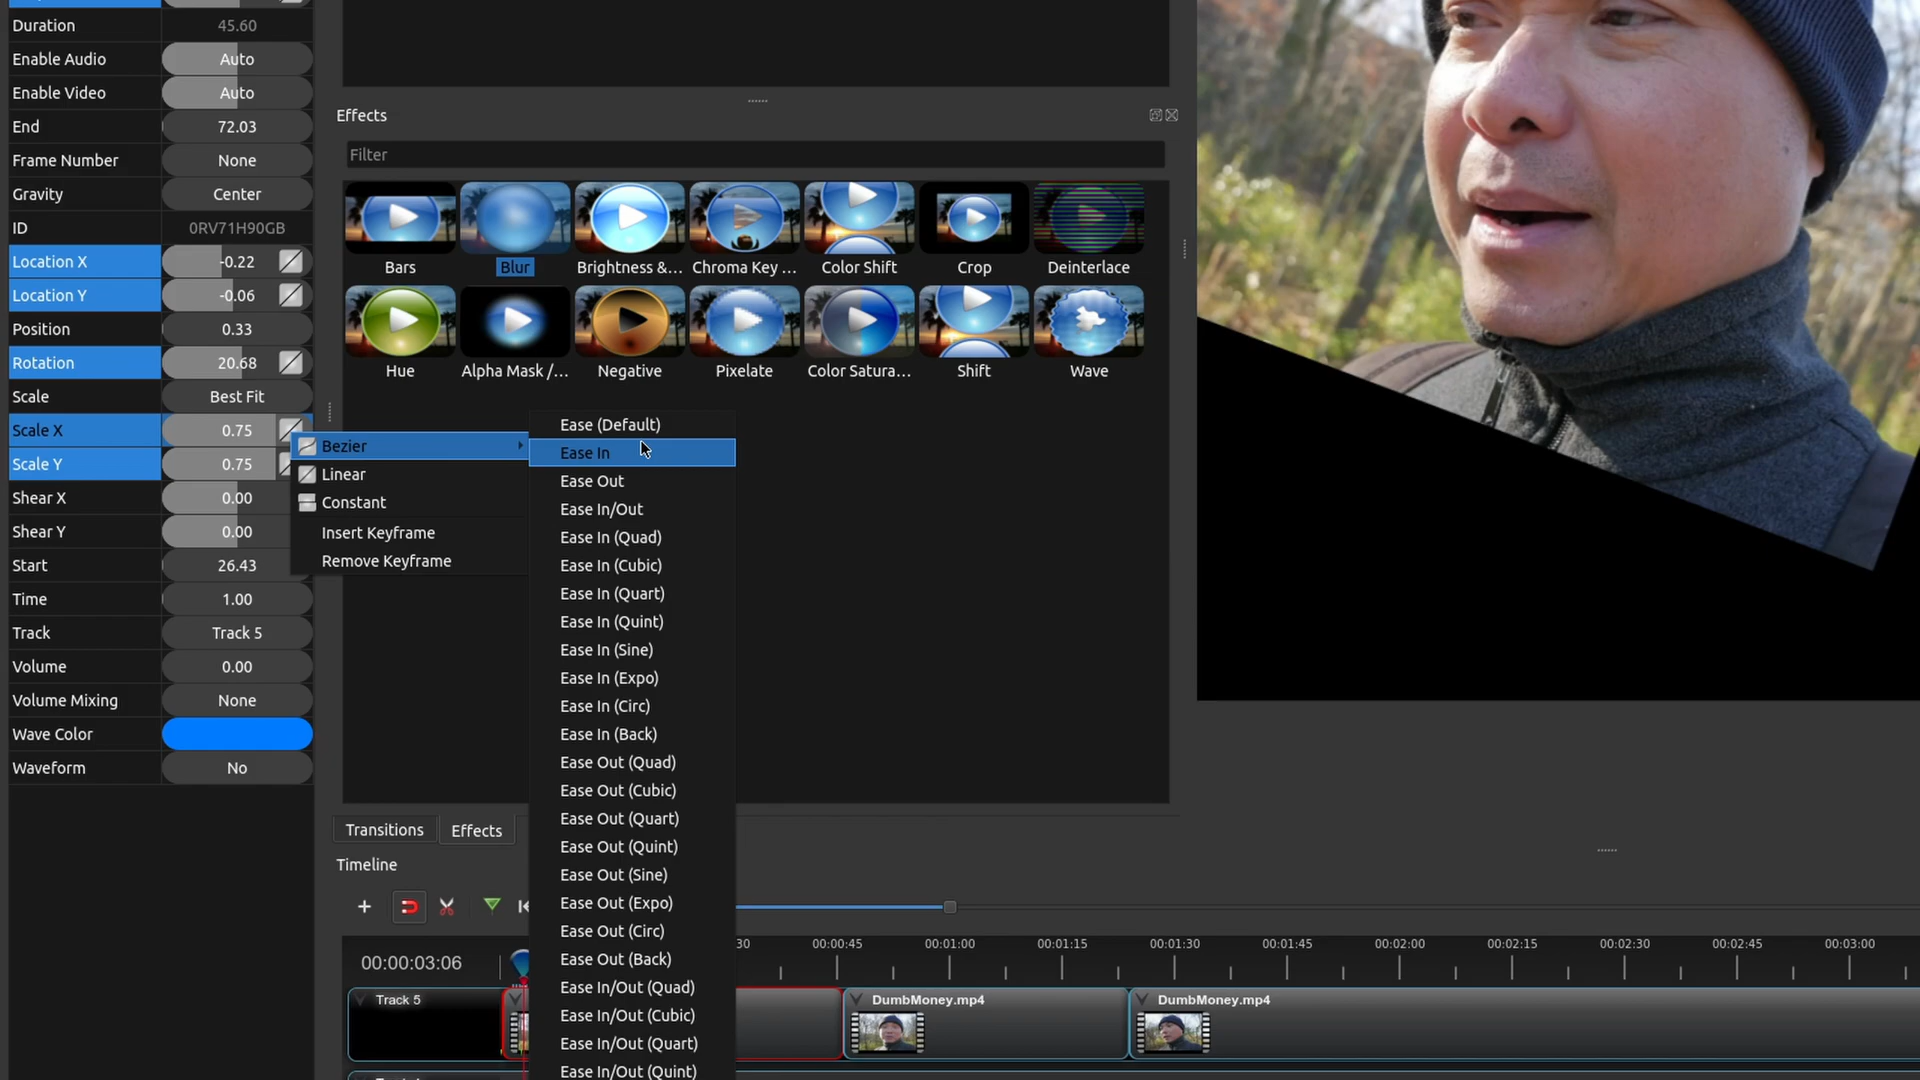 Duration 45.60
Enable Audio Auto
Enable Video Auto
End 72.03
Frame Number None
Gravity Center
ID 0RV71H90GB
Location X -0.22
Location Y -0.06
Position 0.33
Rotation 20.68
Scale Best Fit
Scale X 0.75
Scale Y 0.75
Shear X 0.00
Shear Y 0.00
Start 26.43
Time 1.00
Track Track 5
Volume 0.00
Volume Mixing None
Wave Color
Waveform No
Effects
Filter
Bars Blur Brightness &... Chroma Key ... Color Shift Crop Deinterlace
Hue Alpha Mask /... Negative Pixelate Color Satura... Shift Wave
Bezier
Linear
Constant
Insert Keyframe
Remove Keyframe
Ease (Default)
Ease In
Ease Out
Ease In/Out
Ease In (Quad)
Ease In (Cubic)
Ease In (Quart)
Ease In (Quint)
Ease In (Sine)
Ease In (Expo)
Ease In (Circ)
Ease In (Back)
Ease Out (Quad)
Ease Out (Cubic)
Ease Out (Quart)
Ease Out (Quint)
Ease Out (Sine)
Ease Out (Expo)
Ease Out (Circ)
Ease Out (Back)
Ease In/Out (Quad)
Ease In/Out (Cubic)
Ease In/Out (Quart)
Ease In/Out (Quint)
Transitions Effects
Timeline
00:00:03:06
30 00:00:45 00:01:00 00:01:15 00:01:30 00:01:45 00:02:00 00:02:15 00:02:30 00:02:45 00:03:00
Track 5 DumbMoney.mp4 DumbMoney.mp4